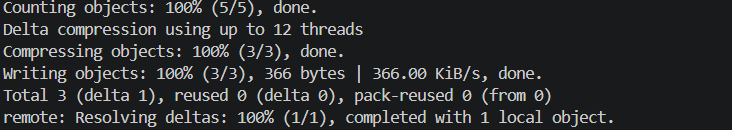 Counting objects: 100% (5/5), done.
Delta compression using up to 12 threads
Compressing objects: 100% (3/3), done.
Writing objects: 100% (3/3), 366 bytes | 366.00 KiB/s, done.
Total 3 (delta 1), reused 0 (delta 0), pack-reused 0 (from 0)
remote: Resolving deltas: 100% (1/1), completed with 1 local object.